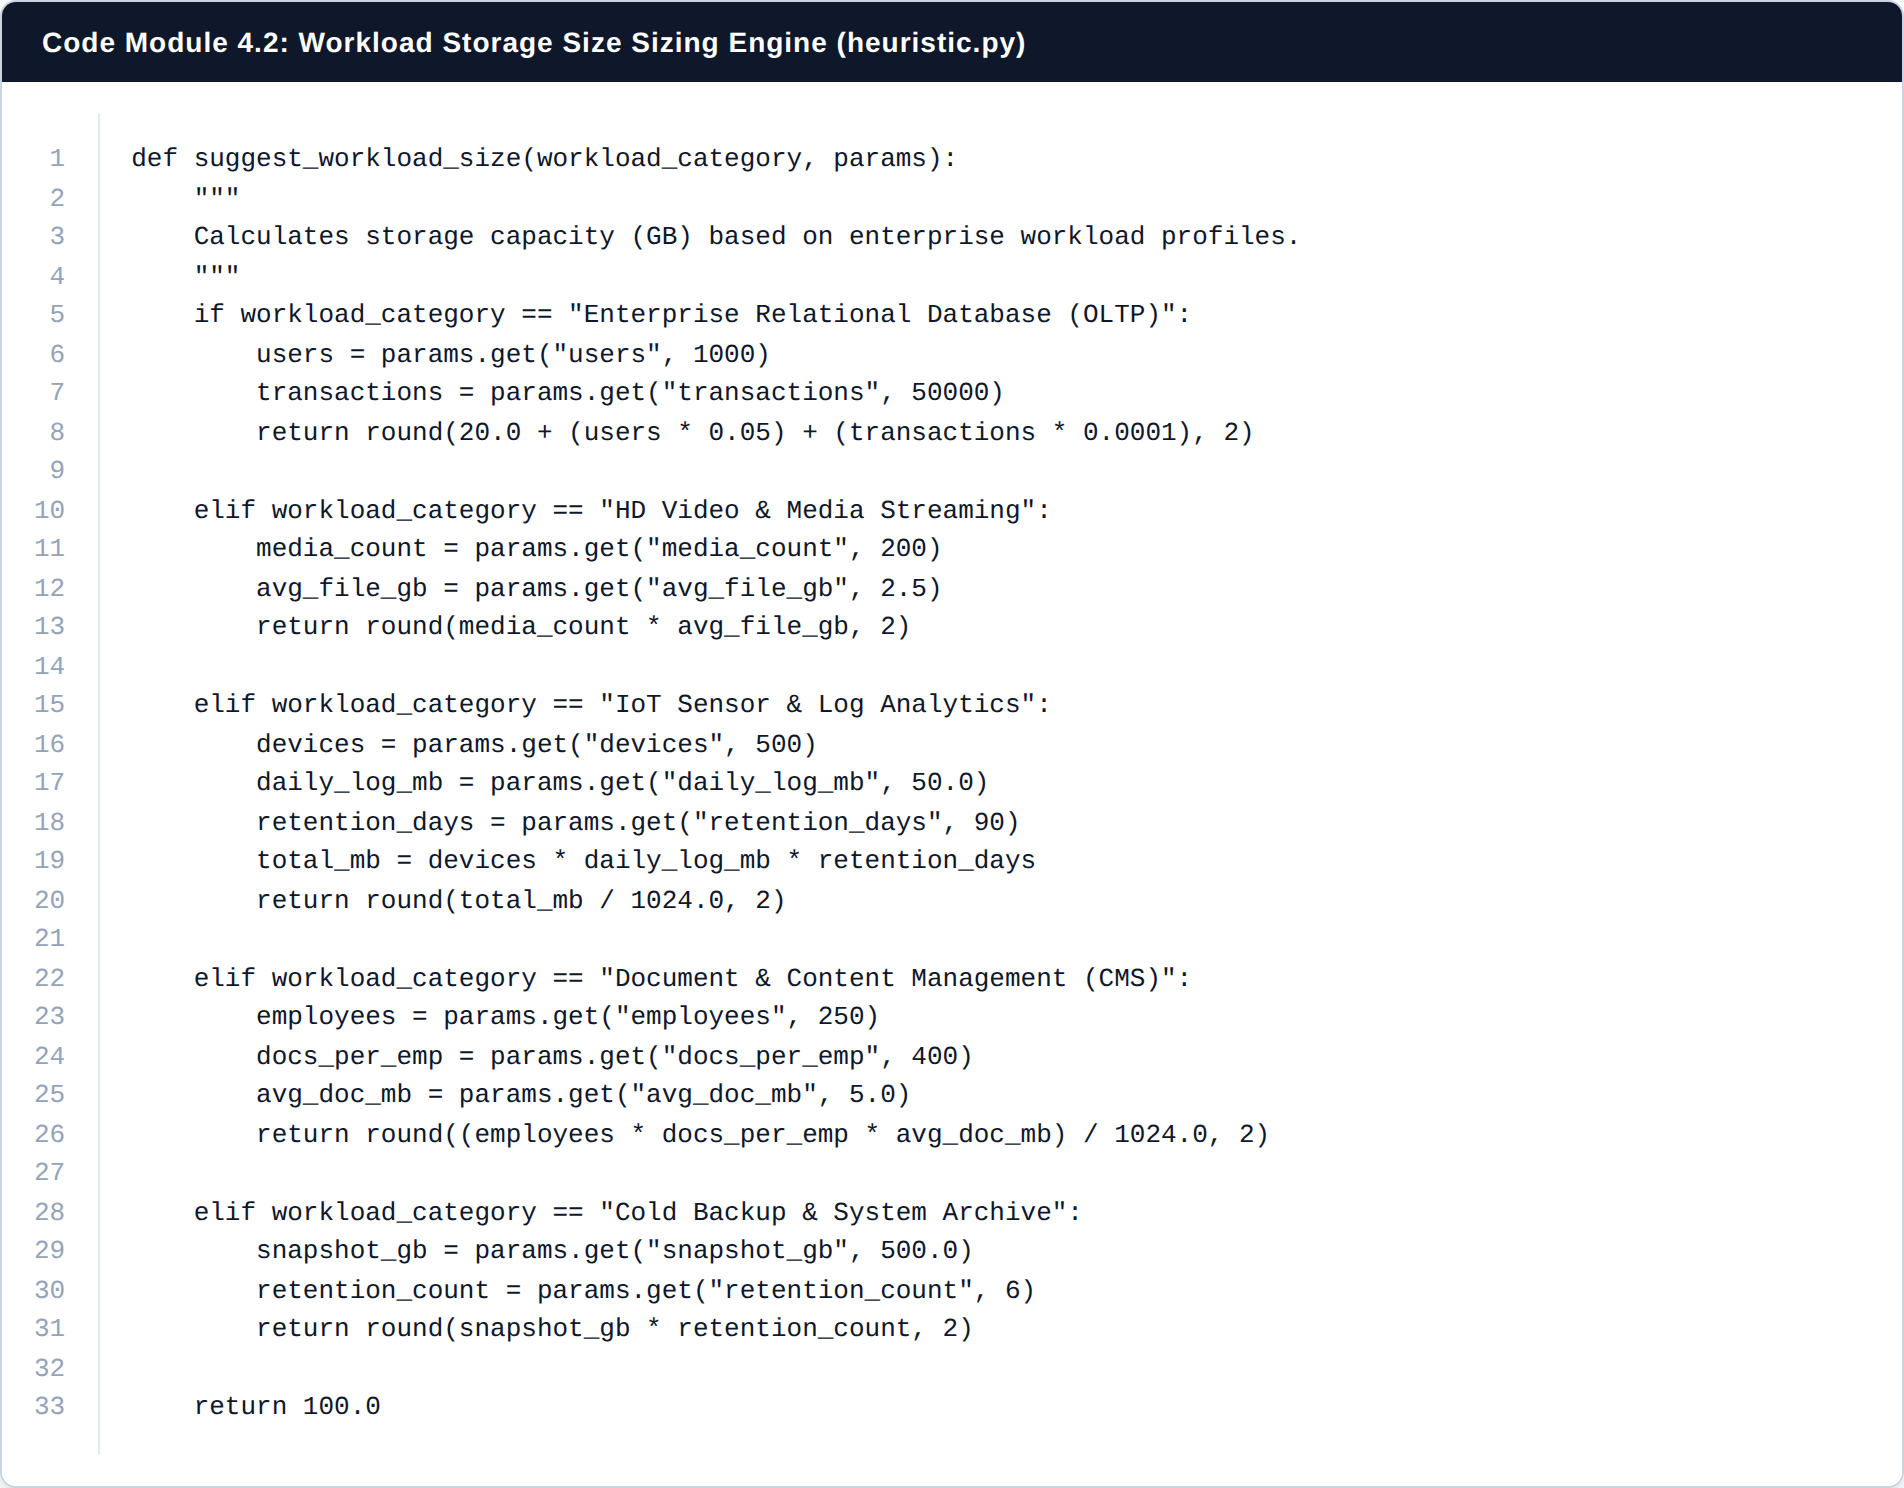 Code Module 4.2: Workload Storage Size Sizing Engine (heuristic.py)
1 def suggest_workload_size(workload_category, params):
2     """
3     Calculates storage capacity (GB) based on enterprise workload profiles.
4     """
5     if workload_category == "Enterprise Relational Database (OLTP)":
6         users = params.get("users", 1000)
7         transactions = params.get("transactions", 50000)
8         return round(20.0 + (users * 0.05) + (transactions * 0.0001), 2)
9
10     elif workload_category == "HD Video & Media Streaming":
11         media_count = params.get("media_count", 200)
12         avg_file_gb = params.get("avg_file_gb", 2.5)
13         return round(media_count * avg_file_gb, 2)
14
15     elif workload_category == "IoT Sensor & Log Analytics":
16         devices = params.get("devices", 500)
17         daily_log_mb = params.get("daily_log_mb", 50.0)
18         retention_days = params.get("retention_days", 90)
19         total_mb = devices * daily_log_mb * retention_days
20         return round(total_mb / 1024.0, 2)
21
22     elif workload_category == "Document & Content Management (CMS)":
23         employees = params.get("employees", 250)
24         docs_per_emp = params.get("docs_per_emp", 400)
25         avg_doc_mb = params.get("avg_doc_mb", 5.0)
26         return round((employees * docs_per_emp * avg_doc_mb) / 1024.0, 2)
27
28     elif workload_category == "Cold Backup & System Archive":
29         snapshot_gb = params.get("snapshot_gb", 500.0)
30         retention_count = params.get("retention_count", 6)
31         return round(snapshot_gb * retention_count, 2)
32
33     return 100.0